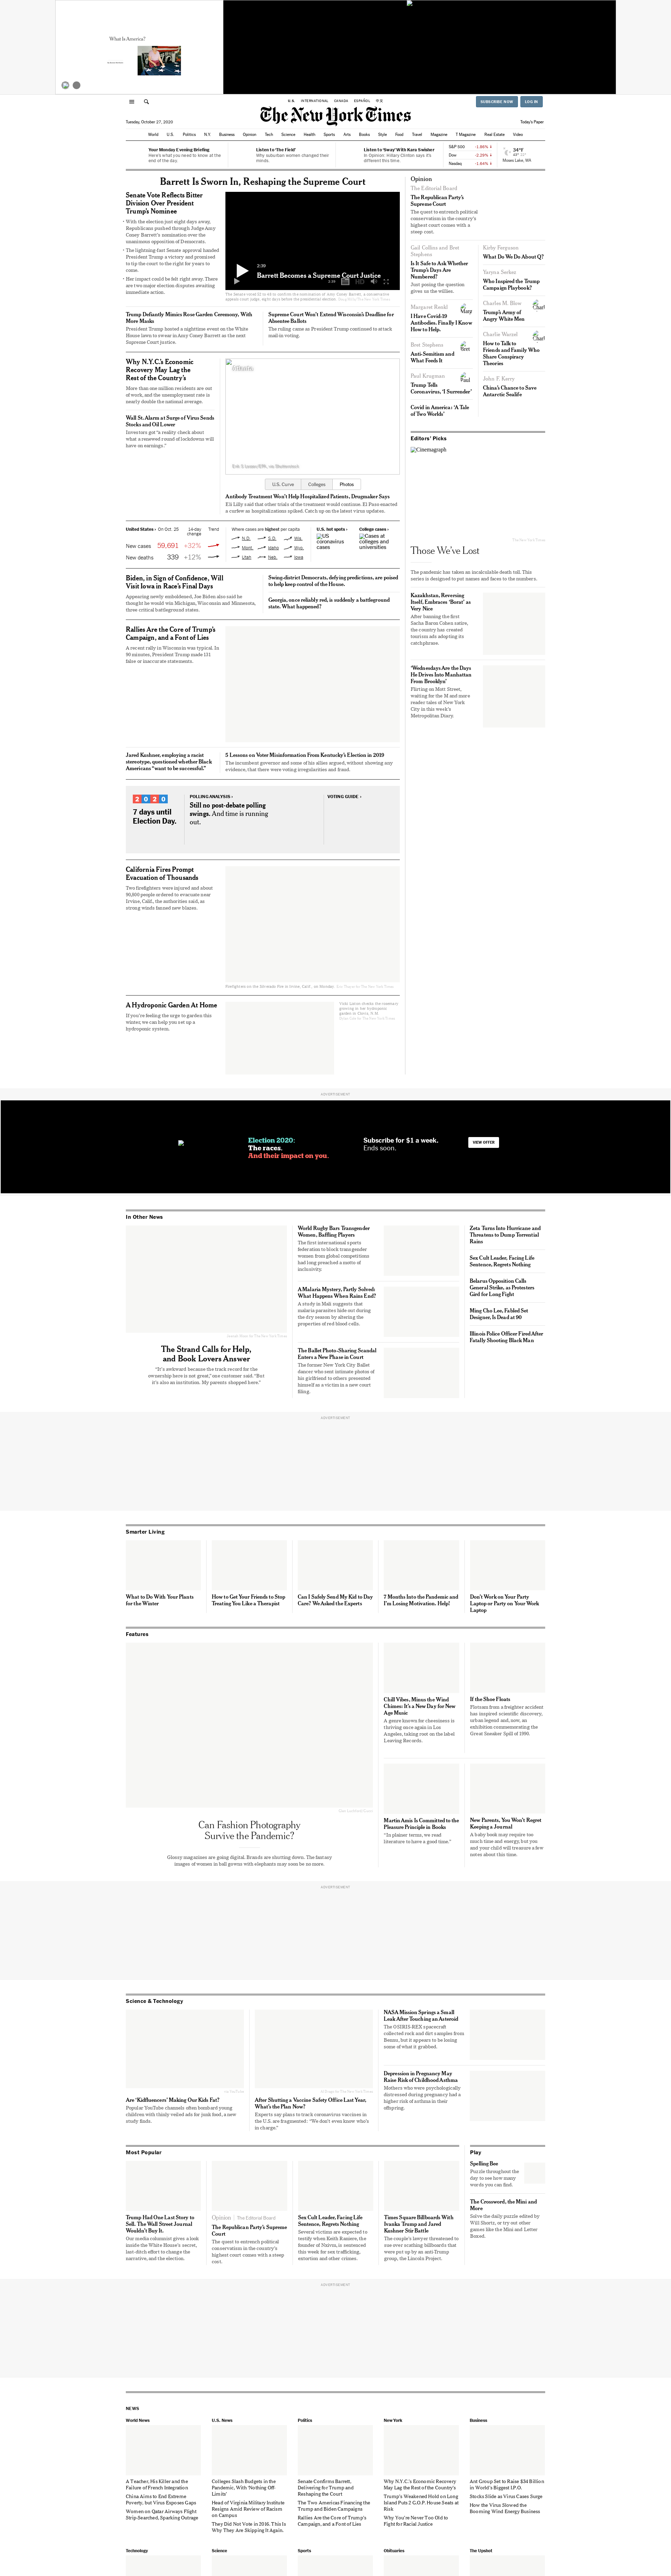 What Is America?
U.S.
INTERNATIONAL
CANADA
ESPAÑOL
中文
SUBSCRIBE NOW
LOG IN
The New York Times
Tuesday, October 27, 2020
Today's Paper
World U.S. Politics N.Y. Business Opinion Tech Science Health Sports Arts Books Style Food Travel Magazine T Magazine Real Estate Video
Your Monday Evening Briefing
Here's what you need to know at the end of the day.
Listen to 'The Field'
Why suburban women changed their minds.
Listen to 'Sway' With Kara Swisher
In Opinion: Hillary Clinton says it's different this time
S&P 500 -1.86%
Dow -2.29%
Nasdaq -1.64%
Barrett Is Sworn In, Reshaping the Supreme Court
Senate Vote Reflects Bitter
Division Over President
Trump's Nominee
• With the election just eight days away,
Republicans pushed through Judge Amy
Coney Barrett's nomination over the
unanimous opposition of Democrats.
• The lightning-fast Senate approval handed
President Trump a victory and promised
to tip the court to the right for years to
come.
• Her impact could be felt right away. There
are two major election disputes awaiting
immediate action.
Barrett Becomes a Supreme Court Justice
Trump Defiantly Mimics Rose Garden Ceremony, With
More Masks
President Trump hosted a nighttime event on the White
House lawn to swear in Amy Coney Barrett as the next
Supreme Court justice.
Supreme Court Won't Extend Wisconsin's Deadline for
Absentee Ballots
The ruling came as President Trump continued to attack
mail-in voting.
Why N.Y.C.'s Economic
Recovery May Lag the
Rest of the Country's
More than one million residents are out
of work, and the unemployment rate is
nearly double the national average.
Wall St. Alarm at Surge of Virus Sends
Stocks and Oil Lower
Investors got "a reality check about
what a renewed round of lockdowns will
have on earnings."
U.S. Curve
Colleges
Photos
Antibody Treatment Won't Help Hospitalized Patients, Drugmaker Says
Eli Lilly said that other trials of the treatment would continue. El Paso enacted
a curfew as hospitalizations spiked. Catch up on the latest virus updates.
United States › On Oct. 25 14-day change Trend
New cases 59,691 +32%
New deaths 339 +12%
Where cases are highest per capita
N.D. S.D. Wis.
Mont. Idaho Wyo.
Utah Neb. Iowa
U.S. hot spots ›
US coronavirus cases
College cases ›
Cases at colleges and universities
Biden, in Sign of Confidence, Will
Visit Iowa in Race's Final Days
Appearing newly emboldened, Joe Biden also said he
thought he would win Michigan, Wisconsin and Minnesota,
three critical battleground states.
Swing-district Democrats, defying predictions, are poised
to help keep control of the House.
Georgia, once reliably red, is suddenly a battleground
state. What happened?
Rallies Are the Core of Trump's
Campaign, and a Font of Lies
A recent rally in Wisconsin was typical. In
90 minutes, President Trump made 131
false or inaccurate statements.
Jared Kushner, employing a racist
stereotype, questioned whether Black
Americans "want to be successful."
5 Lessons on Voter Misinformation From Kentucky's Election in 2019
The incumbent governor and some of his allies argued, without showing any
evidence, that there were voting irregularities and fraud.
2020
7 days until
Election Day.
POLLING ANALYSIS ›
Still no post-debate polling
swings. And time is running
out.
VOTING GUIDE ›
California Fires Prompt
Evacuation of Thousands
Two firefighters were injured and about
90,800 people ordered to evacuate near
Irvine, Calif., the authorities said, as
strong winds fanned new blazes.
A Hydroponic Garden At Home
If you're feeling the urge to garden this
winter, we can help you set up a
hydroponic system.
Opinion
The Editorial Board
The Republican Party's
Supreme Court
The quest to entrench political
conservatism in the country's
highest court comes with a
steep cost.
Gail Collins and Bret
Stephens
Is It Safe to Ask Whether
Trump's Days Are
Numbered?
Just posing the question
gives us the willies.
Kirby Ferguson
What Do We Do About Q?
Taryna Seekes
Who Inspired the Trump
Campaign Playbook?
Margaret Renkl
I Have Covid-19
Antibodies. Finally I Know
How to Help.
Charles M. Blow
Trump's Army of
Angry White Men
Bret Stephens
Anti-Semitism and
What Feeds It
Charlie Warzel
How to Talk to
Friends and Family Who
Share Conspiracy
Theories
Paul Krugman
Trump Tells
Coronavirus, 'I Surrender'
John F. Kerry
China's Chance to Save
Antarctic Sealife
Covid in America: 'A Tale
of Two Worlds'
Editors' Picks
Cinemagraph
Those We've Lost
The pandemic has taken an incalculable death toll. This
series is designed to put names and faces to the numbers.
Kazakhstan, Reversing
Itself, Embraces 'Borat' as
Very Nice
After banning the first
Sacha Baron Cohen satire,
the country has created
tourism ads adopting its
catchphrase.
'Wednesdays Are the Days
He Drives Into Manhattan
From Brooklyn'
Flirting on Mott Street,
waiting for the M and more
reader tales of New York
City in this week's
Metropolitan Diary.
ADVERTISEMENT
Election 2020:
The races.
And their impact on you.
Subscribe for $1 a week.
Ends soon.
VIEW OFFER
In Other News
The Strand Calls for Help,
and Book Lovers Answer
"It's awkward because the track record for the
ownership here is not great," one customer said. "But
it's also an institution. My parents shopped here."
World Rugby Bars Transgender
Women, Baffling Players
The first international sports
federation to block transgender
women from global competitions
had long preached a motto of
inclusivity.
A Malaria Mystery, Partly Solved:
What Happens When Rains End?
A study in Mali suggests that
malaria parasites hide out during
the dry season by altering the
properties of red blood cells.
The Ballet Photo-Sharing Scandal
Enters a New Phase in Court
The former New York City Ballet
dancer who sent intimate photos of
his girlfriend to others presented
himself as a victim in a new court
filing.
Zeta Turns Into Hurricane and
Threatens to Dump Torrential
Rains
Sex Cult Leader, Facing Life
Sentence, Regrets Nothing
Belarus Opposition Calls
General Strike, as Protesters
Gird for Long Fight
Ming Cho Lee, Fabled Set
Designer, Is Dead at 90
Illinois Police Officer Fired After
Fatally Shooting Black Man
ADVERTISEMENT
Smarter Living
What to Do With Your Plants
for the Winter
How to Get Your Friends to Stop
Treating You Like a Therapist
Can I Safely Send My Kid to Day
Care? We Asked the Experts
7 Months Into the Pandemic and
I'm Losing Motivation. Help!
Don't Work on Your Party
Laptop or Party on Your Work
Laptop
Features
Can Fashion Photography
Survive the Pandemic?
Glossy magazines are going digital. Brands are shutting down. The fantasy
images of women in ball gowns with elephants may soon be no more.
Chill Vibes, Minus the Wind
Chimes: It's a New Day for New
Age Music
A genre known for cheesiness is
thriving once again in Los
Angeles, taking root on the label
Leaving Records.
If the Shoe Floats
Flotsam from a freighter accident
has inspired scientific discovery,
urban legend and, now, an
exhibition commemorating the
Great Sneaker Spill of 1990.
Martin Amis Is Committed to the
Pleasure Principle in Books
"In plainer terms, we read
literature to have a good time."
New Parents, You Won't Regret
Keeping a Journal
A baby book may require too
much time and energy, but you
and your child will treasure a few
notes about this time.
ADVERTISEMENT
Science & Technology
Are 'Kidfluencers' Making Our Kids Fat?
Popular YouTube channels often bombard young
children with thinly veiled ads for junk food, a new
study finds.
After Shutting a Vaccine Safety Office Last Year,
What's the Plan Now?
Experts say plans to track coronavirus vaccines in
the U.S. are fragmented: "We don't know who's
in charge."
NASA Mission Springs a Small
Leak After Touching an Asteroid
The OSIRIS-REX spacecraft
collected rock and dirt samples from
Bennu, but it appears to be losing
some of what it grabbed.
Depression in Pregnancy May
Raise Risk of Childhood Asthma
Mothers who were psychologically
distressed during pregnancy had a
higher risk of asthma in their
offspring.
Most Popular
Trump Had One Last Story to
Sell. The Wall Street Journal
Wouldn't Buy It.
Our media columnist gives a look
inside the White House's secret,
last-ditch effort to change the
narrative, and the election.
Opinion | The Editorial Board
The Republican Party's Supreme
Court
The quest to entrench political
conservatism in the country's
highest court comes with a steep
cost.
Sex Cult Leader, Facing Life
Sentence, Regrets Nothing
Several victims are expected to
testify when Keith Raniere, the
founder of Nxivm, is sentenced
this week for sex trafficking,
extortion and other crimes.
Times Square Billboards With
Ivanka Trump and Jared
Kushner Stir Battle
The couple's lawyer threatened to
sue over scathing billboards that
were put up by an anti-Trump
group, the Lincoln Project.
Play
Spelling Bee
Puzzle throughout the
day to see how many
words you can find.
The Crossword, the Mini and
More
Solve the daily puzzle edited by
Will Shortz, or try out other
games like the Mini and Letter
Boxed.
ADVERTISEMENT
NEWS
World News
A Teacher, His Killer and the
Failure of French Integration
China Aims to End Extreme
Poverty, but Virus Exposes Gaps
Women on Qatar Airways Flight
Strip-Searched, Sparking Outrage
U.S. News
Colleges Slash Budgets in the
Pandemic, With 'Nothing Off-
Limits'
Head of Virginia Military Institute
Resigns Amid Review of Racism
on Campus
They Did Not Vote in 2016. This Is
Why They Are Skipping It Again.
Politics
Senate Confirms Barrett,
Delivering for Trump and
Reshaping the Court
The Two Americas Financing the
Trump and Biden Campaigns
Rallies Are the Core of Trump's
Campaign, and a Font of Lies
New York
Why N.Y.C.'s Economic Recovery
May Lag the Rest of the Country's
Trump's Weakened Hold on Long
Island Puts 2 G.O.P. House Seats at
Risk
Why You're Never Too Old to
Fight for Racial Justice
Business
Ant Group Set to Raise $34 Billion
in World's Biggest I.P.O.
Stocks Slide as Virus Cases Surge
How the Virus Slowed the
Booming Wind Energy Business
Technology
Science
Sports
Obituaries
The Upshot